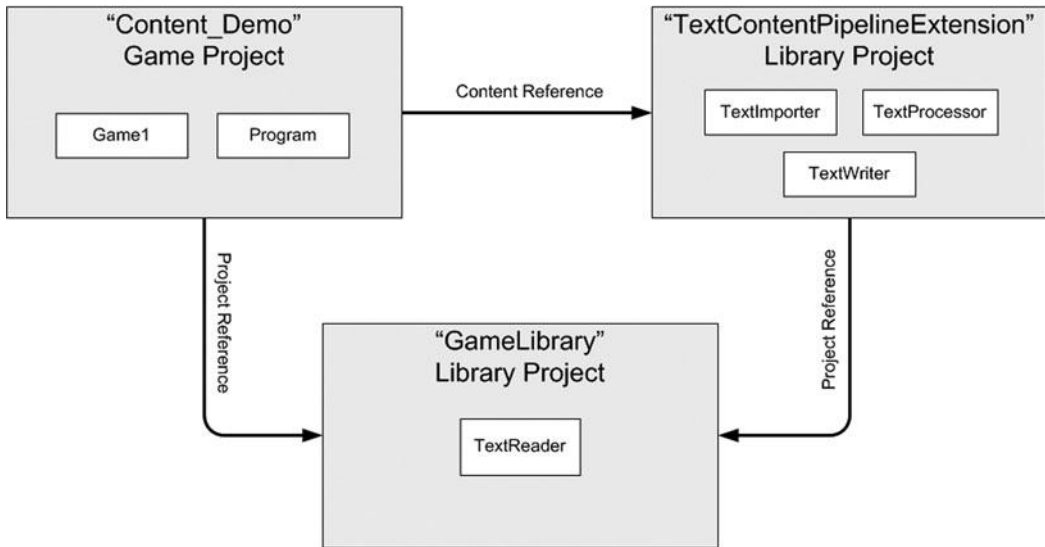 “Content_Demo”
Game Project
Game1
Program
Content Reference
“TextContentPipelineExtension”
Library Project
TextImporter
TextProcessor
TextWriter
Project Reference
Project Reference
“GameLibrary”
Library Project
TextReader